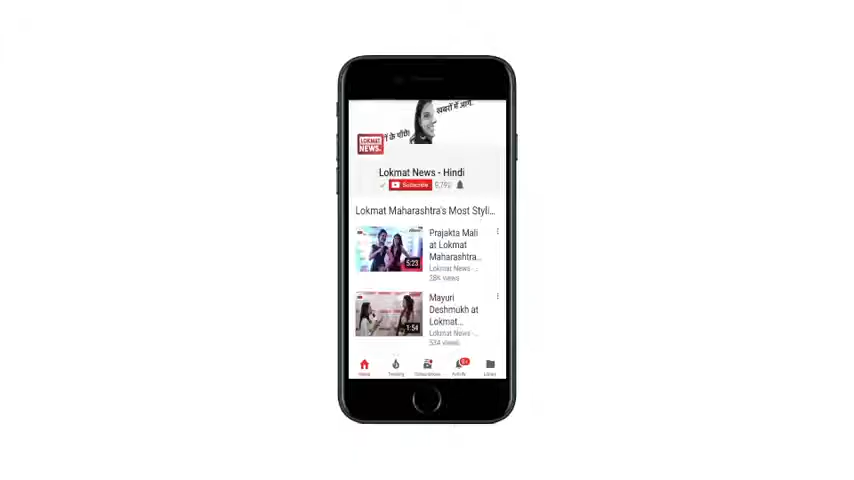 खबरों में आगे..
के पीछे!
LOKMAT
NEWS
Lokmat News - Hindi
Subscribe
Lokmat Maharashtra's Most Styli...
Prajakta Mali
at Lokmat
Maharashtra...
Lokmat News -...
28K views
5:23
Mayuri
Deshmukh at
Lokmat...
Lokmat News -...
534 views
1:54
Home
Trending
Subscriptions
Activity
Library